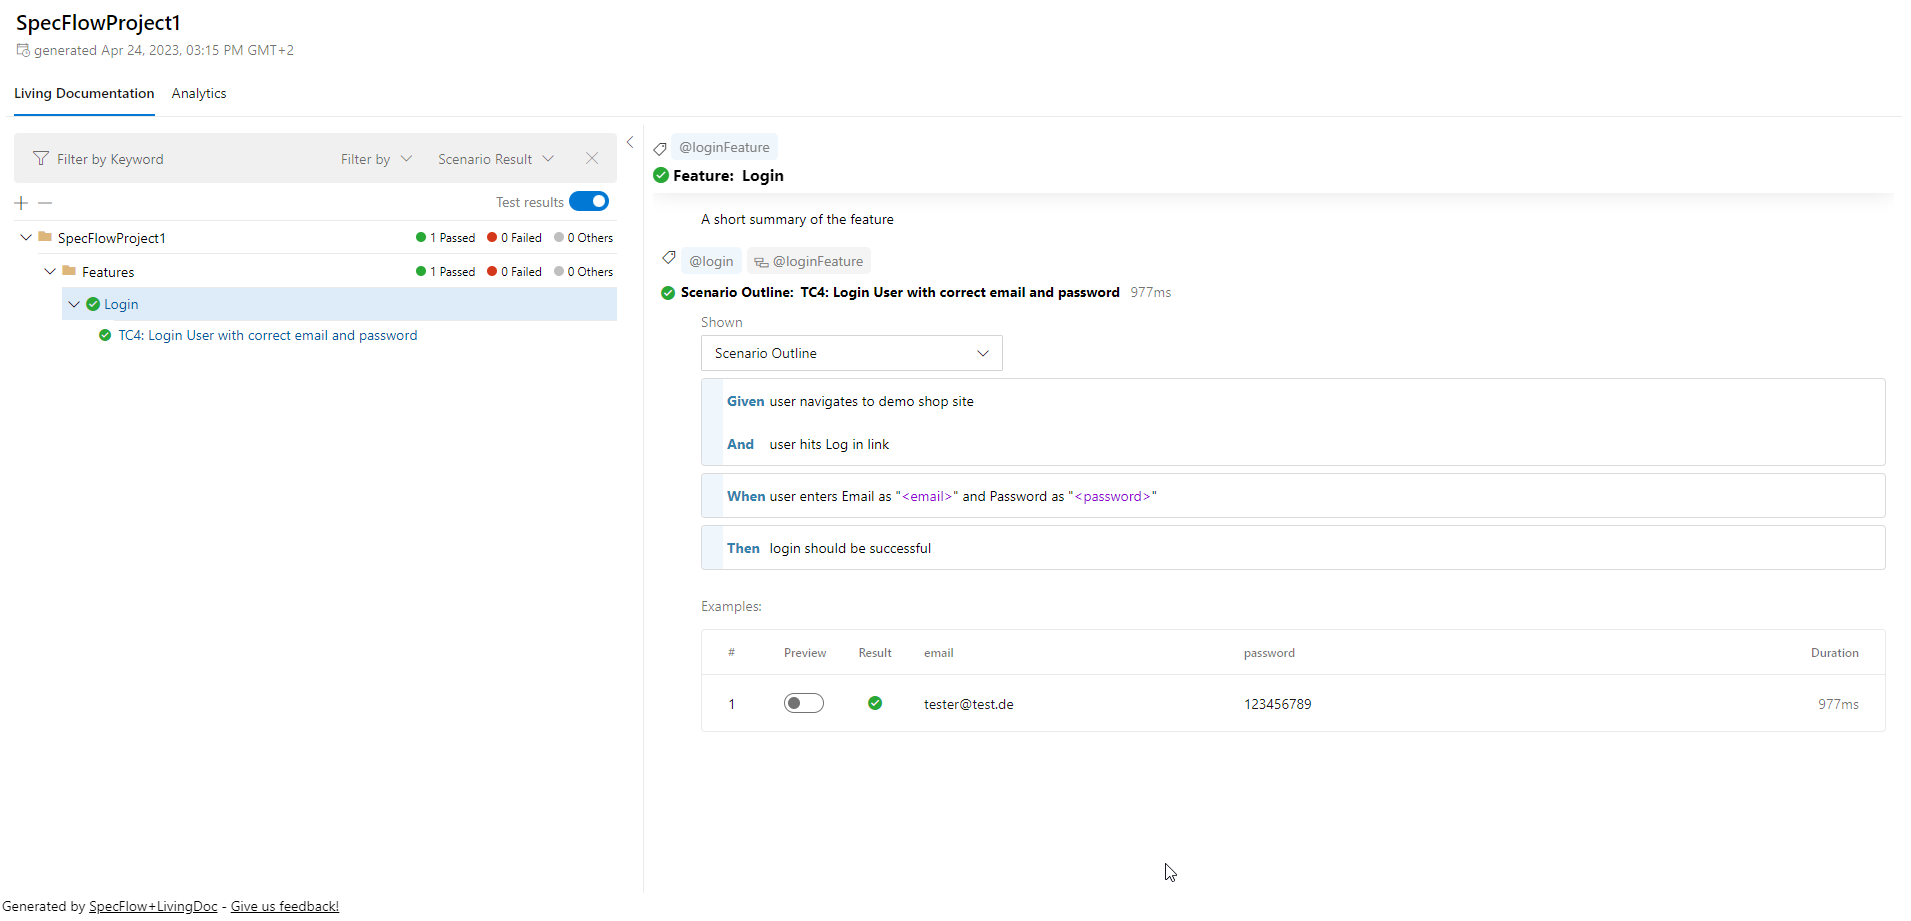 SpecFlowProject1
generated Apr 24, 2023, 03:15 PM GMT+2
Living Documentation Analytics
Filter by Keyword Filter by Scenario Result
Test results
SpecFlowProject1 1 Passed 0 Failed 0 Others
Features 1 Passed 0 Failed 0 Others
Login
TC4: Login User with correct email and password
@loginFeature
Feature: Login
A short summary of the feature
@login @loginFeature
Scenario Outline: TC4: Login User with correct email and password 977ms
Shown
Scenario Outline
Given user navigates to demo shop site
And user hits Log in link
When user enters Email as "<email>" and Password as "<password>"
Then login should be successful
Examples:
# Preview Result email password Duration
1 tester@test.de 123456789 977ms
Generated by SpecFlow+LivingDoc - Give us feedback!